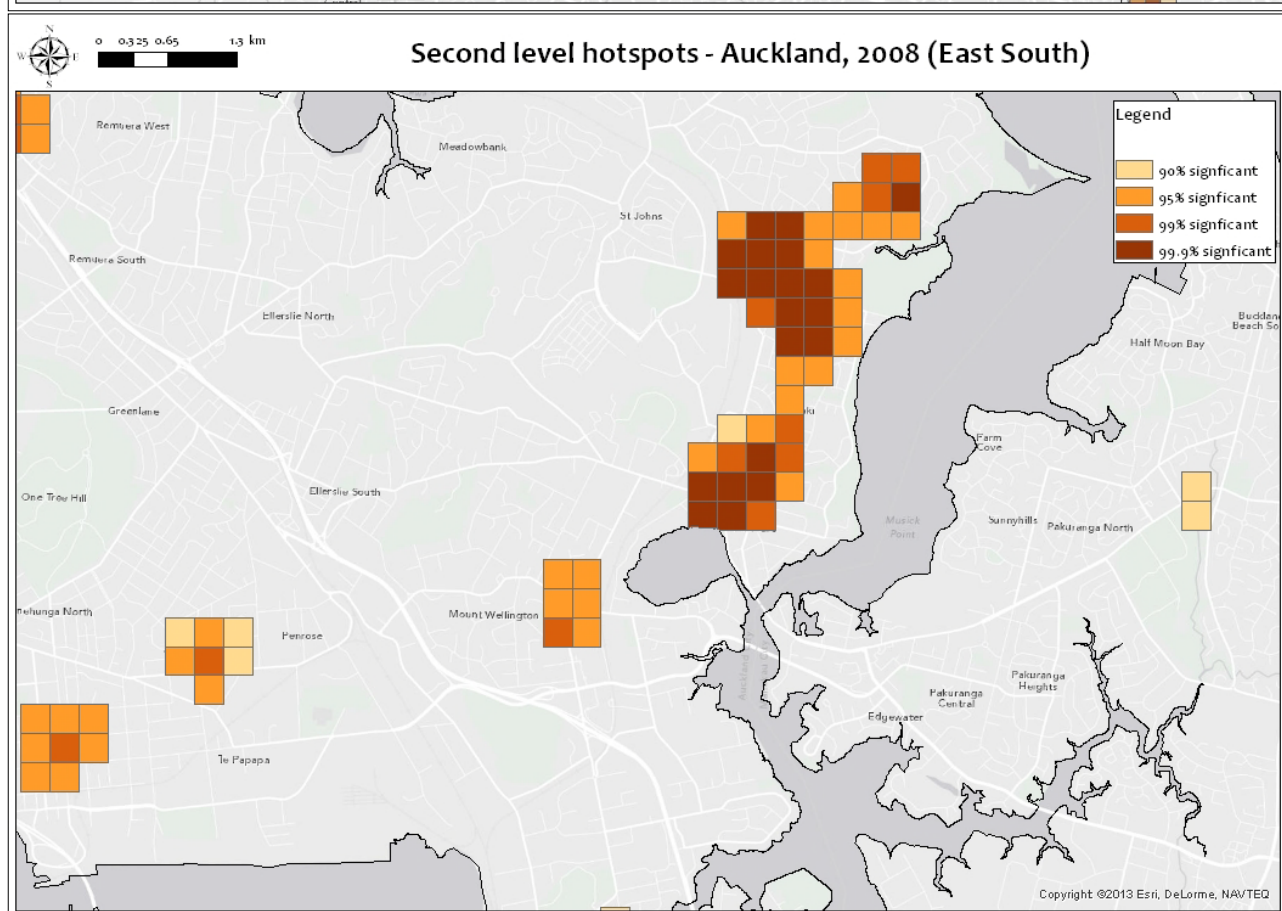 N
W E
S
0 0.325 0.65 1.3 km
Second level hotspots - Auckland, 2008 (East South)
Legend
90% signficant
95% signficant
99% signficant
99.9% signficant
Remuera West
Meadowbank
St Johns
Remuera South
Ellerslie North
Half Moon Bay
Greenlane
Farm
Cove
One Tree Hill
Ellerslie South
Musick
Point
Sunnyhills
Pakuranga North
Mount Wellington
Penrose
Pakuranga
Heights
Pakuranga
Central
Edgewater
Te Papapa
Copyright ©2013 Esri, DeLorme, NAVTEQ